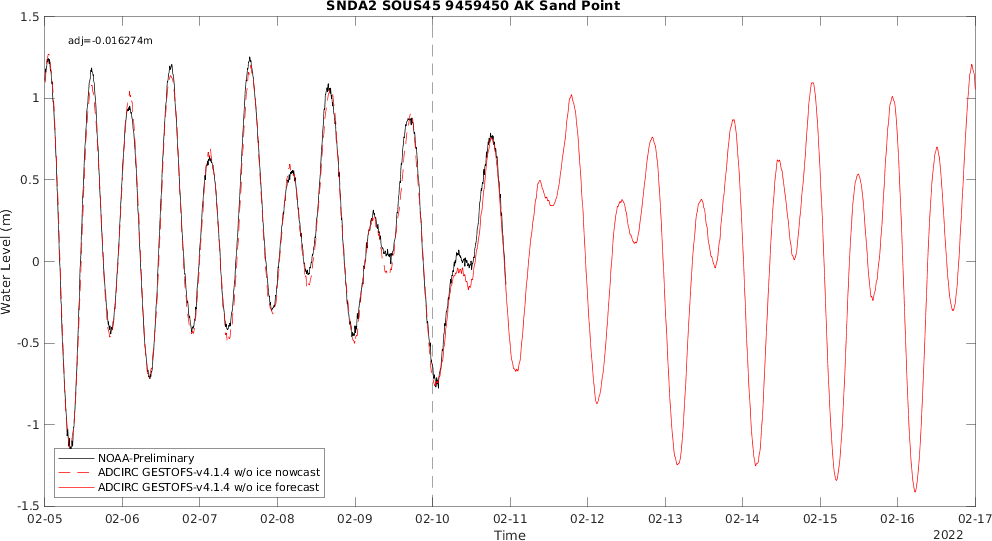 SNDA2 SOUS45 9459450 AK Sand Point
adj=-0.016274m
1.5
1
0.5
0
-0.5
-1
-1.5
Water Level (m)
NOAA-Preliminary
ADCIRC GESTOFS-v4.1.4 w/o ice nowcast
ADCIRC GESTOFS-v4.1.4 w/o ice forecast
02-05 02-06 02-07 02-08 02-09 02-10 02-11 02-12 02-13 02-14 02-15 02-16 02-17
Time
2022